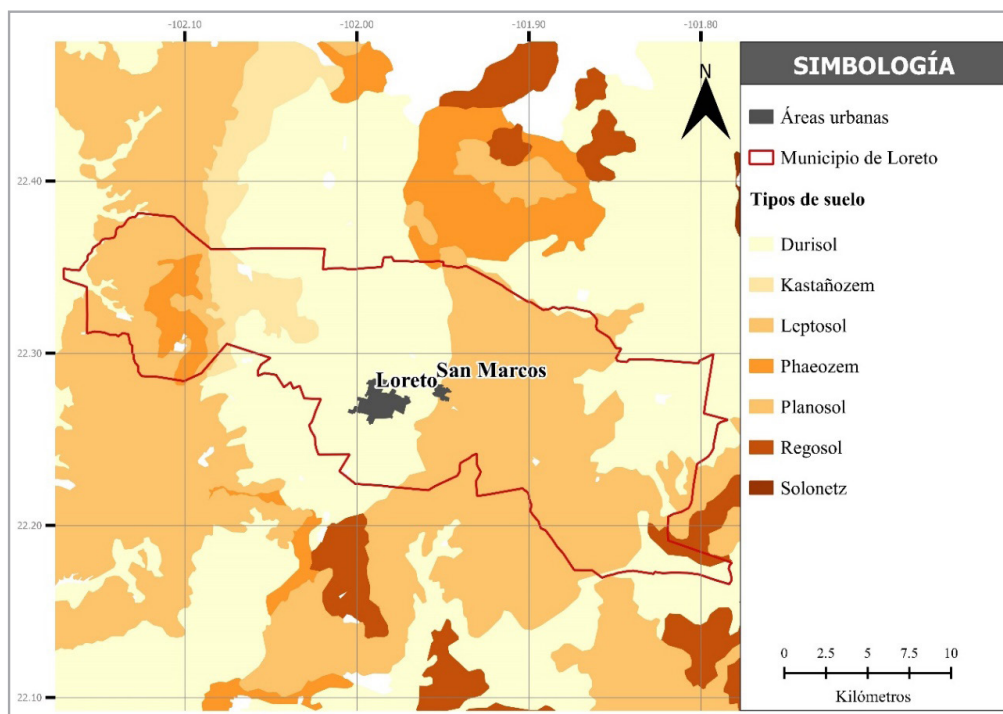 -102.10
-102.00
-101.90
-101.80
22.40
22.30
22.20
22.10
N
Loreto
San Marcos
SIMBOLOGÍA
Áreas urbanas
Municipio de Loreto
Tipos de suelo
Durisol
Kastañozem
Leptosol
Phaeozem
Planosol
Regosol
Solonetz
0 2.5 5 7.5 10
Kilómetros